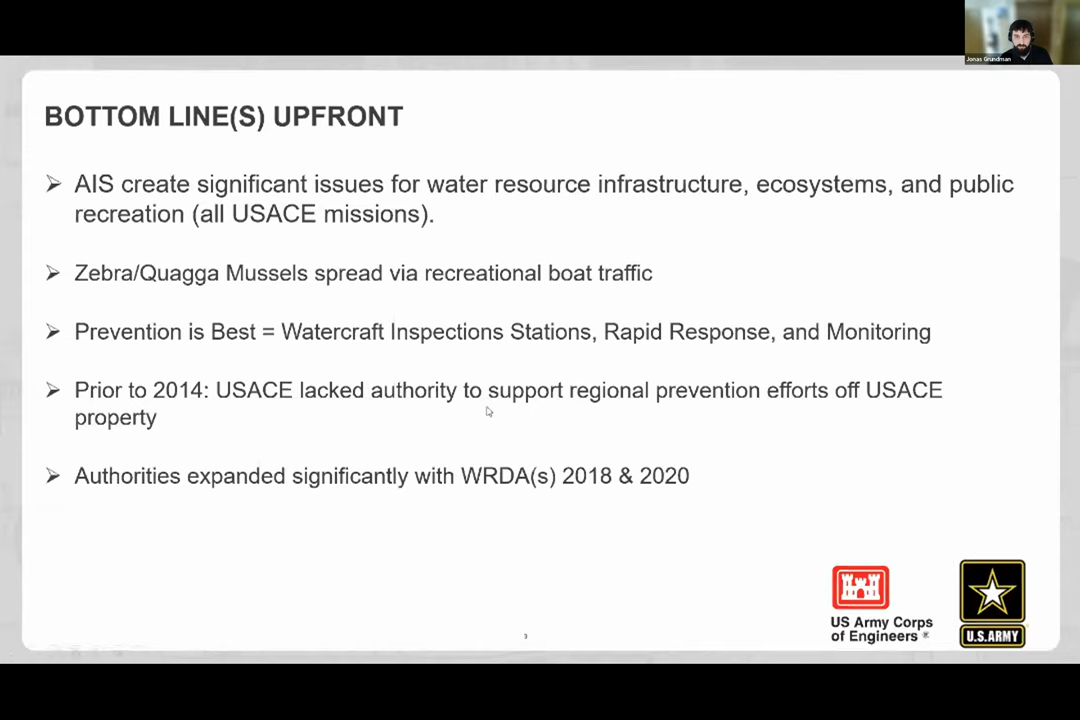 Jonas Grundman
BOTTOM LINE(S) UPFRONT
➢ AIS create significant issues for water resource infrastructure, ecosystems, and public
recreation (all USACE missions).
➢ Zebra/Quagga Mussels spread via recreational boat traffic
➢ Prevention is Best = Watercraft Inspections Stations, Rapid Response, and Monitoring
➢ Prior to 2014: USACE lacked authority to support regional prevention efforts off USACE
property
➢ Authorities expanded significantly with WRDA(s) 2018 & 2020
US Army Corps
of Engineers ®
U.S.ARMY